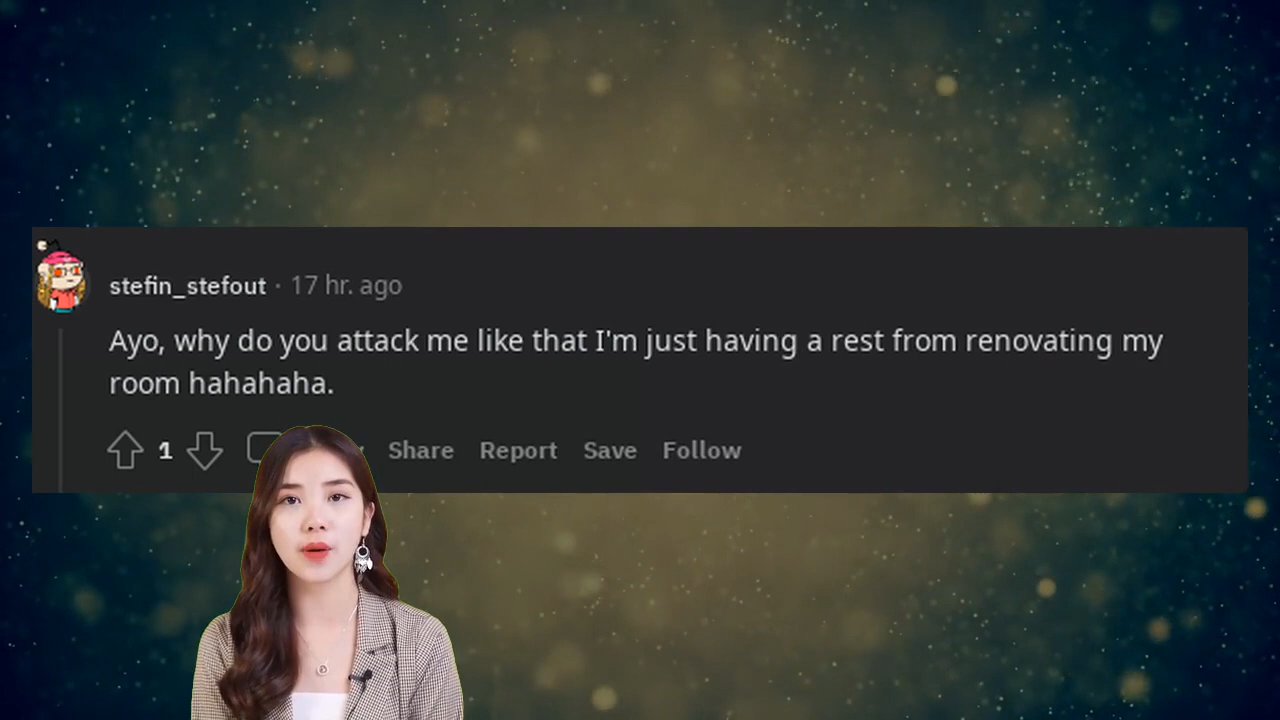 stefin_stefout · 17 hr. ago
Ayo, why do you attack me like that I'm just having a rest from renovating my
room hahahaha.
1 Share Report Save Follow